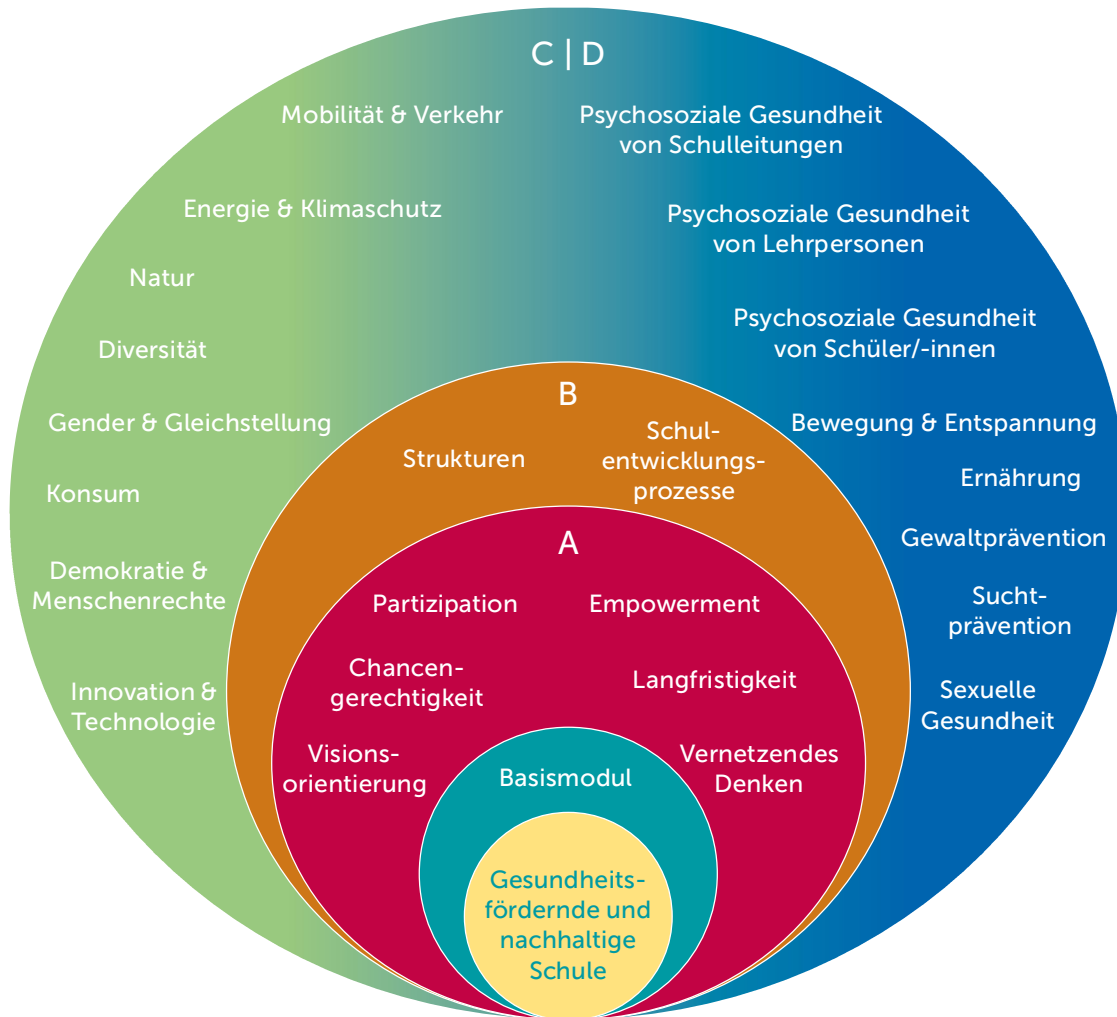 C | D
Mobilität & Verkehr
Energie & Klimaschutz
Natur
Diversität
Gender & Gleichstellung
Konsum
Demokratie &
Menschenrechte
Innovation &
Technologie
Psychosoziale Gesundheit
von Schulleitungen
Psychosoziale Gesundheit
von Lehrpersonen
Psychosoziale Gesundheit
von Schüler/-innen
Bewegung & Entspannung
Ernährung
Gewaltprävention
Sucht-
prävention
Sexuelle
Gesundheit
B
Strukturen
Schul-
entwicklungs-
prozesse
A
Partizipation
Empowerment
Chancen-
gerechtigkeit
Langfristigkeit
Visions-
orientierung
Vernetzendes
Denken
Basismodul
Gesundheits-
fördernde und
nachhaltige
Schule